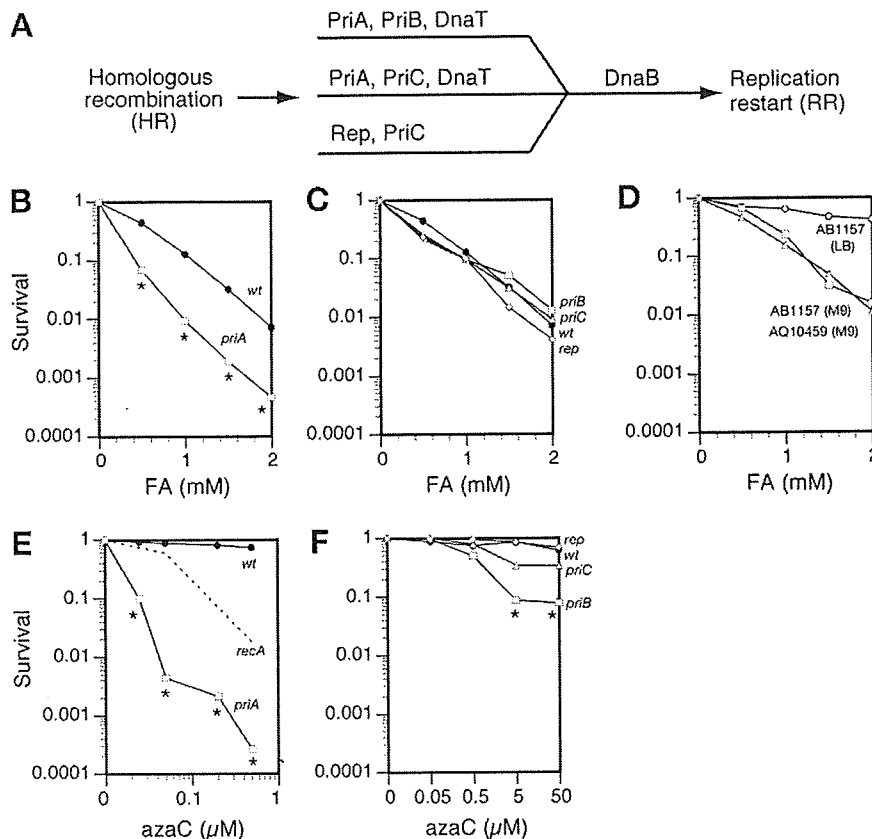 A
PriA, PriB, DnaT
Homologous
recombination
(HR)
PriA, PriC, DnaT
DnaB
Replication
restart (RR)
Rep, PriC
B
Survival
1
0.1
0.01
0.001
0.0001
wt
priA
*
*
*
*
0
1
2
FA (mM)
C
1
0.1
0.01
0.001
0.0001
priB
priC
wt
rep
0
1
2
FA (mM)
D
1
0.1
0.01
0.001
0.0001
AB1157
(LB)
AB1157 (M9)
AQ10459 (M9)
0
1
2
FA (mM)
E
Survival
1
0.1
0.01
0.001
0.0001
wt
recA
priA
*
*
*
*
0
0.1
1
azaC (µM)
F
1
0.1
0.01
0.001
0.0001
rep
wt
priC
priB
*
*
0
0.05
0.5
5
50
azaC (µM)